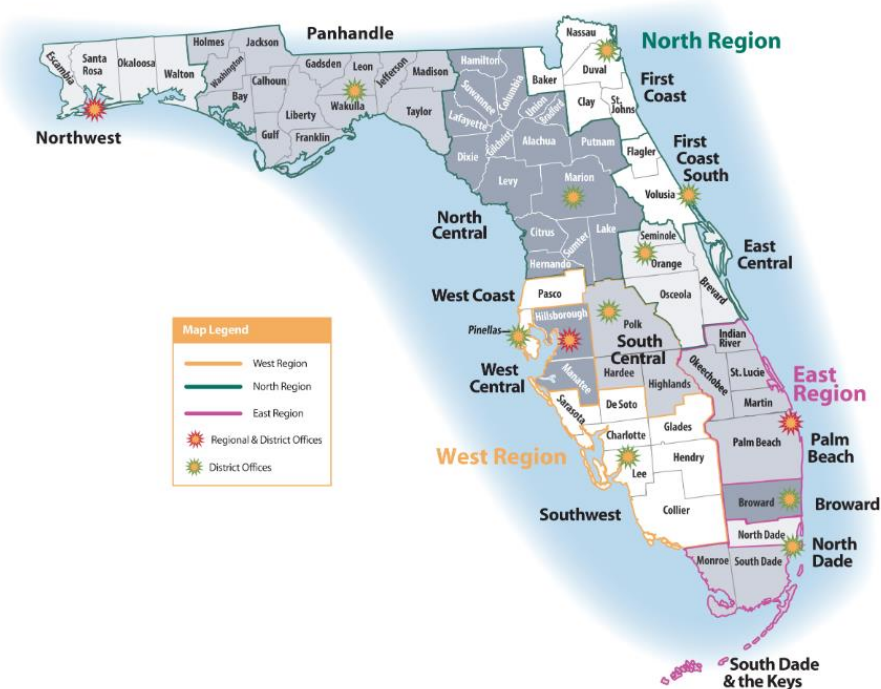 Panhandle
North Region
First
Coast
First
Coast
South
Northwest
North
Central
East
Central
West Coast
West
Central
South
Central
East
Region
Palm
Beach
West Region
Southwest
Broward
North
Dade
South Dade
& the Keys
Escambia
Santa
Rosa
Okaloosa
Walton
Holmes
Jackson
Washington
Bay
Calhoun
Gulf
Liberty
Franklin
Gadsden
Leon
Wakulla
Jefferson
Madison
Taylor
Hamilton
Suwannee
Columbia
Lafayette
Dixie
Gilchrist
Union
Bradford
Alachua
Putnam
Levy
Marion
Citrus
Sumter
Lake
Hernando
Nassau
Duval
Baker
Clay
St.
Johns
Flagler
Volusia
Seminole
Orange
Osceola
Brevard
Pasco
Pinellas
Hillsborough
Polk
Manatee
Hardee
Highlands
Sarasota
De Soto
Charlotte
Glades
Lee
Hendry
Collier
Indian
River
Okeechobee
St. Lucie
Martin
Palm Beach
Broward
North Dade
Monroe
South Dade
Map Legend
West Region
North Region
East Region
Regional & District Offices
District Offices